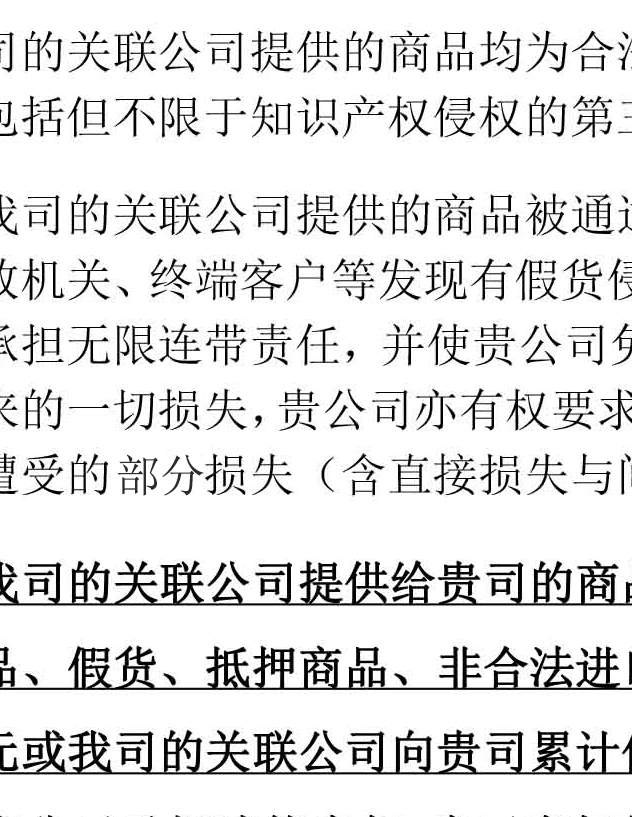 司的关联公司提供的商品均为合法
包括但不限于知识产权侵权的第三
我司的关联公司提供的商品被通过
政机关、终端客户等发现有假货侵
承担无限连带责任，并使贵公司免
来的一切损失，贵公司亦有权要求
遭受的部分损失（含直接损失与间
我司的关联公司提供给贵司的商品
品、假货、抵押商品、非合法进口
元或我司的关联公司向贵司累计供